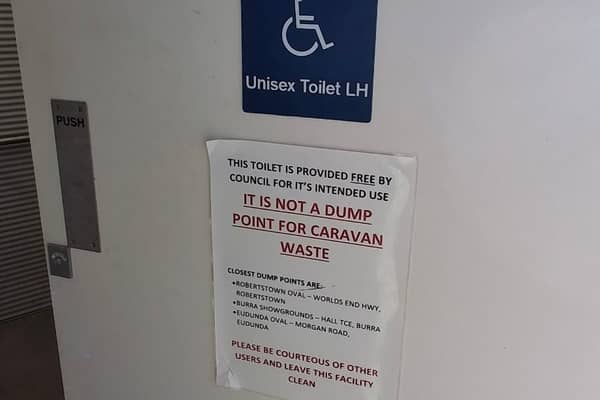 Unisex Toilet LH
PUSH
THIS TOILET IS PROVIDED FREE BY
COUNCIL FOR IT'S INTENDED USE
IT IS NOT A DUMP
POINT FOR CARAVAN
WASTE
CLOSEST DUMP POINTS ARE:
•ROBERTSTOWN OVAL – WORLDS END HWY,
ROBERTSTOWN
•BURRA SHOWGROUNDS – HALL TCE, BURRA
•EUDUNDA OVAL – MORGAN ROAD,
EUDUNDA
PLEASE BE COURTEOUS OF OTHER
USERS AND LEAVE THIS FACILITY
CLEAN